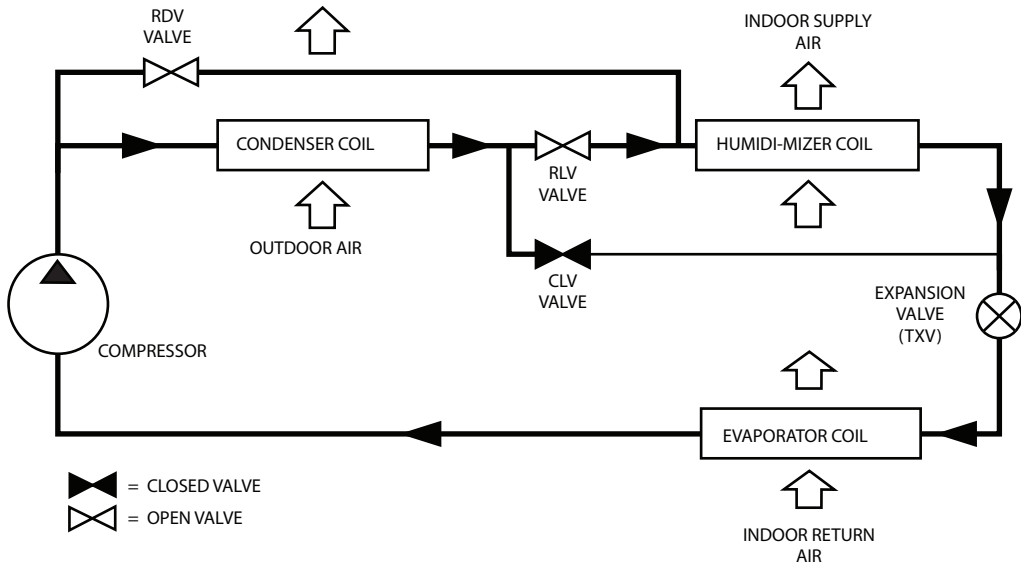 RDV
VALVE
INDOOR SUPPLY
AIR
CONDENSER COIL
HUMIDI-MIZER COIL
RLV
VALVE
OUTDOOR AIR
CLV
VALVE
EXPANSION
VALVE
(TXV)
COMPRESSOR
EVAPORATOR COIL
= CLOSED VALVE
= OPEN VALVE
INDOOR RETURN
AIR